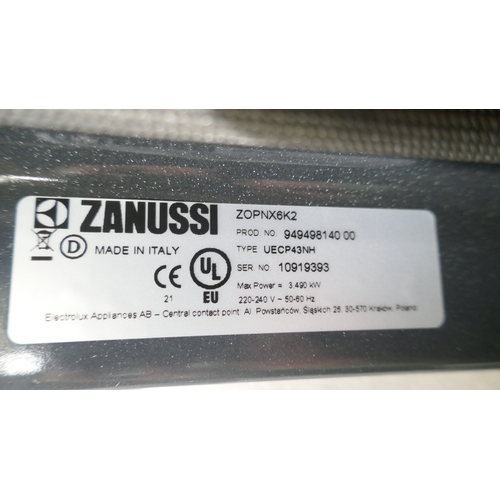 ZANUSSI
ZOPNX6K2
PROD. NO. 949498140 00
D MADE IN ITALY
TYPE UECP43NH
SER. NO 10919393
CE
UL
EU
21
Max Power = 3.490 kW
220-240 V ~ 50-60 Hz
Electrolux Appliances AB - Central contact point: Al. Powstańców, Śląskich 26, 30-570 Kraków, Poland